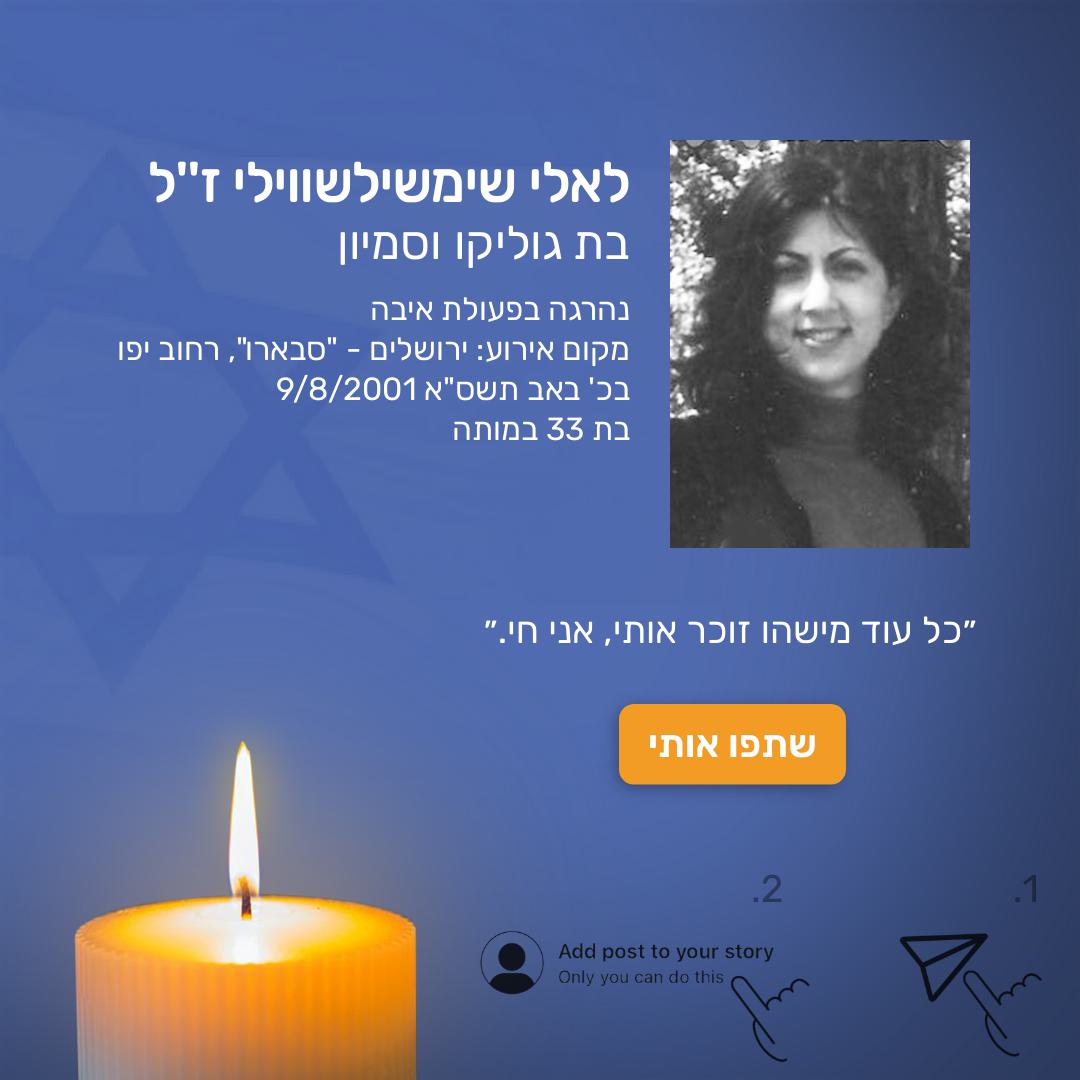 לאלי שימשילשווילי ז"ל
בת גוליקו וסמיון
נהרגה בפעולת איבה
מקום אירוע: ירושלים - "סבארו", רחוב יפו
בכ' באב תשס"א 9/8/2001
בת 33 במותה
״כל עוד מישהו זוכר אותי, אני חי.״
שתפו אותי
1.
2.
Add post to your story
Only you can do this